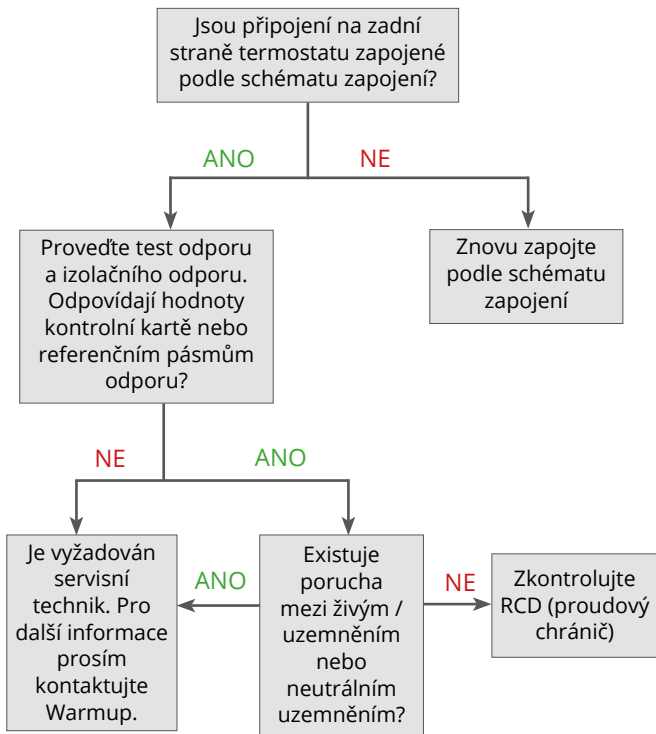 Jsou připojení na zadní
straně termostatu zapojené
podle schématu zapojení?
ANO
NE
Proveďte test odporu
a izolačního odporu.
Odpovídají hodnoty
kontrolní kartě nebo
referenčním pásmům
odporu?
Znovu zapojte
podle schématu
zapojení
NE
ANO
Je vyžadován
servisní
technik. Pro
další informace
prosím
kontaktujte
Warmup.
ANO
Existuje
porucha
mezi živým /
uzemněním
nebo
neutrálním
uzemněním?
NE
Zkontrolujte
RCD (proudový
chránič)